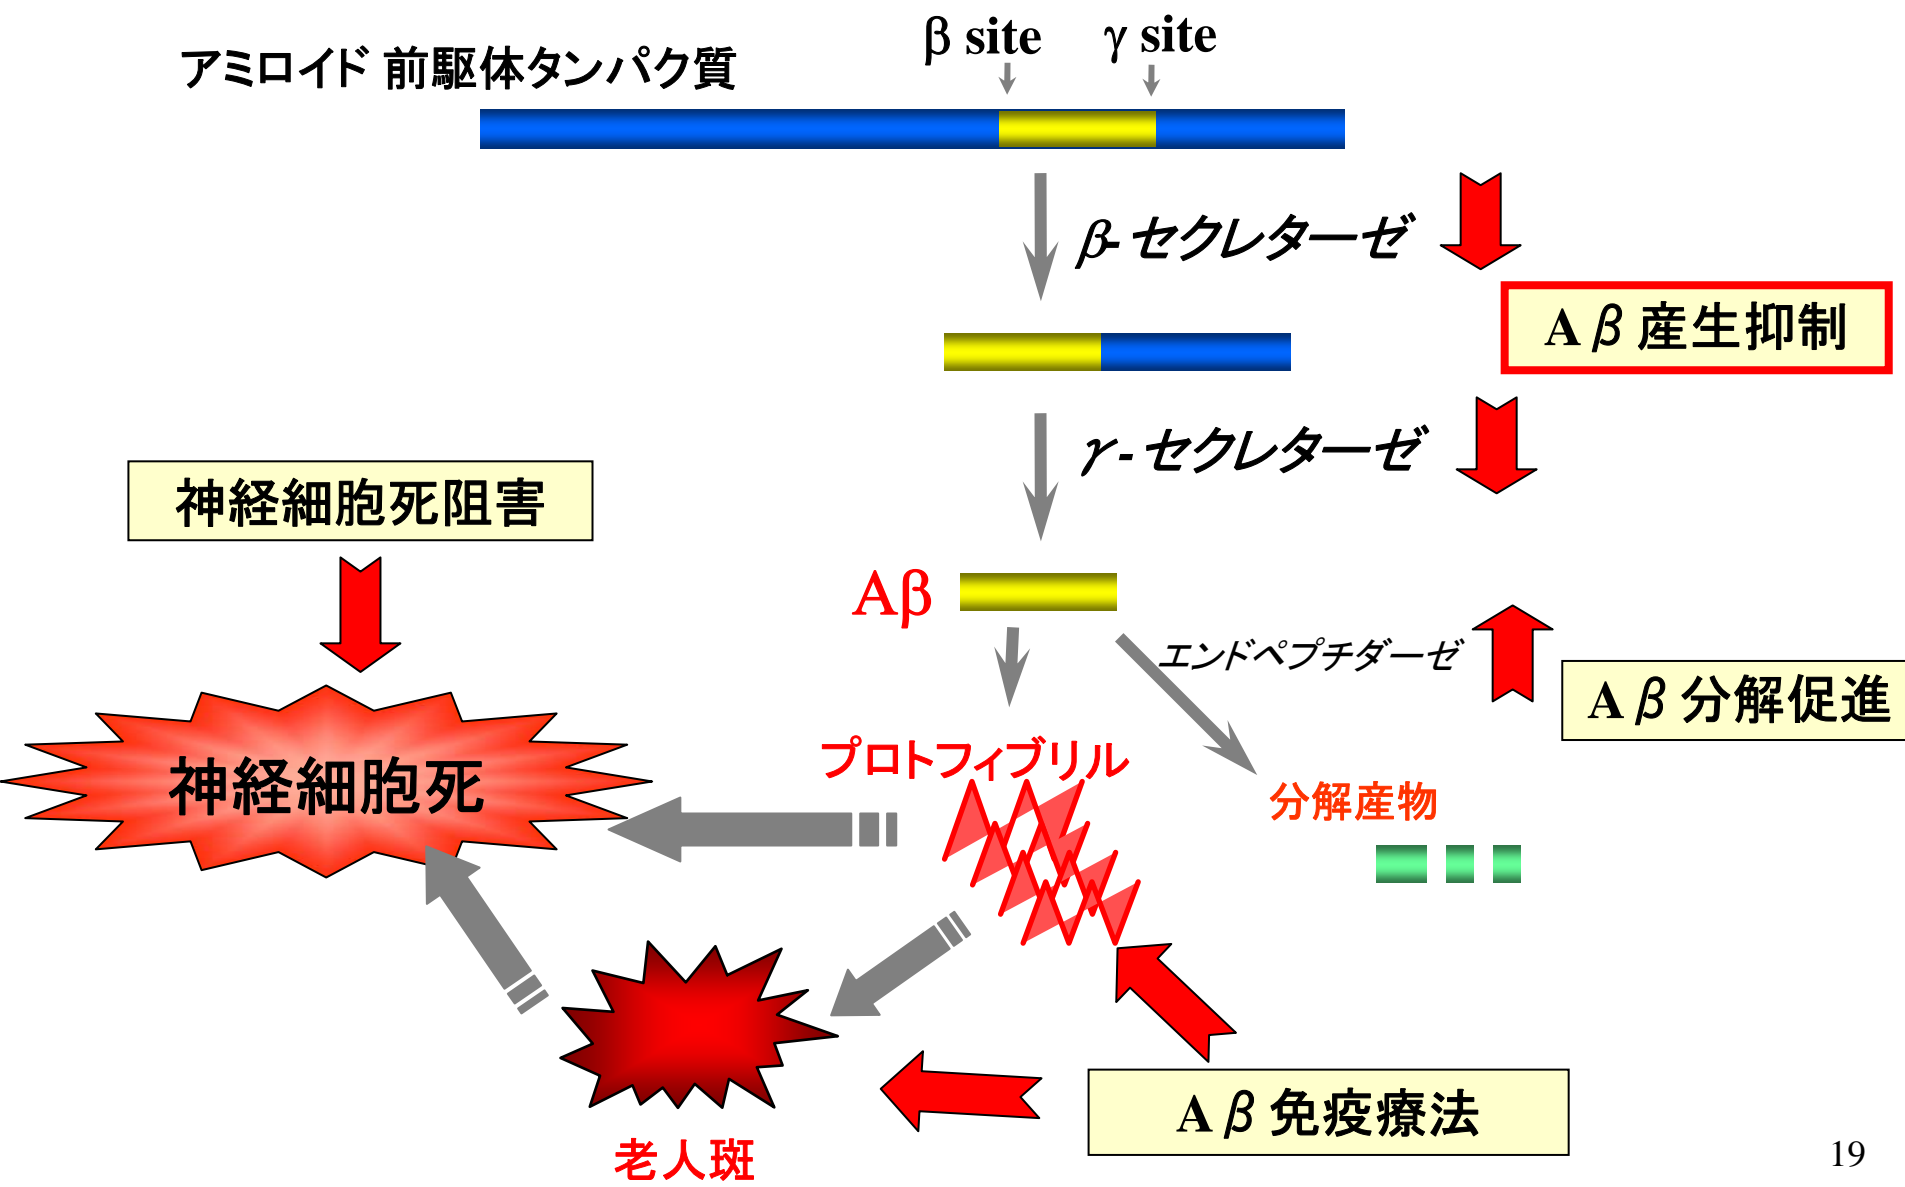 β site
γ site
アミロイド 前駆体タンパク質
β-セクレターゼ
Aβ産生抑制
γ-セクレターゼ
神経細胞死阻害
Aβ
エンドペプチダーゼ
Aβ分解促進
プロトフィブリル
神経細胞死
分解産物
Aβ免疫療法
老人斑
19